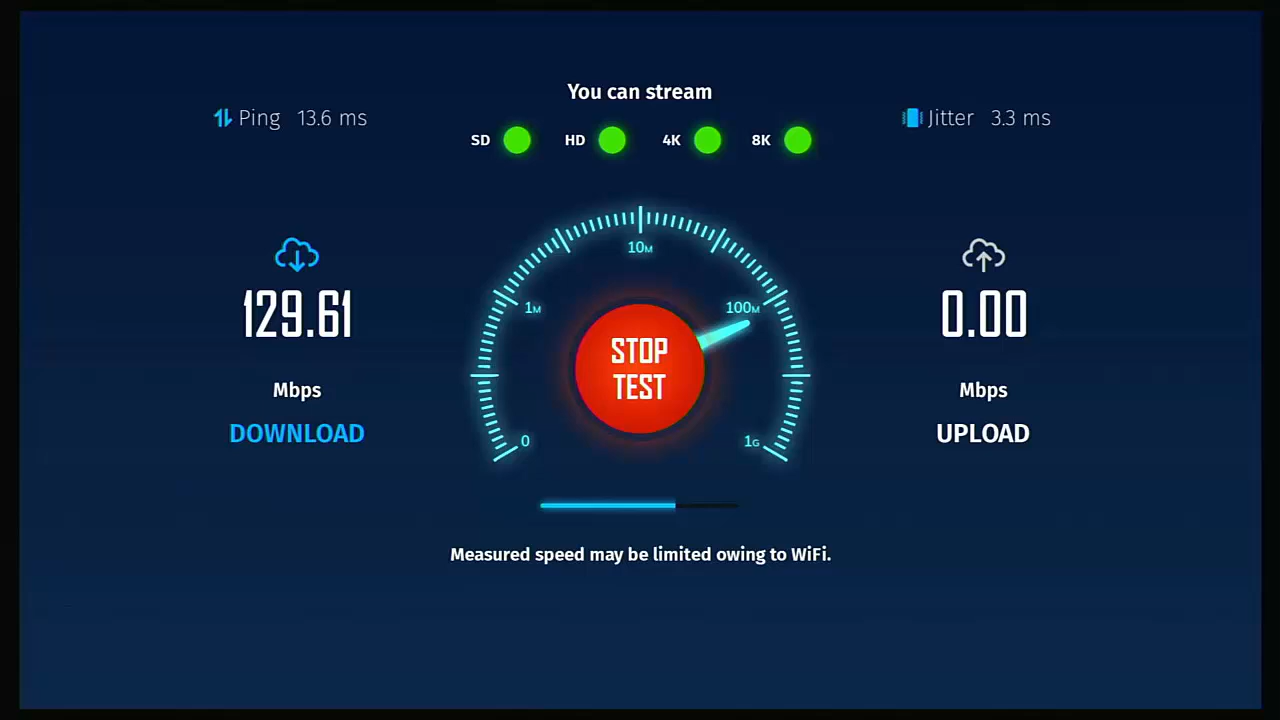 You can stream
Ping 13.6 ms
SD HD 4K 8K
Jitter 3.3 ms
10M
1M
100M
129.61
Mbps
DOWNLOAD
STOP
TEST
0.00
Mbps
UPLOAD
0
1G
Measured speed may be limited owing to WiFi.